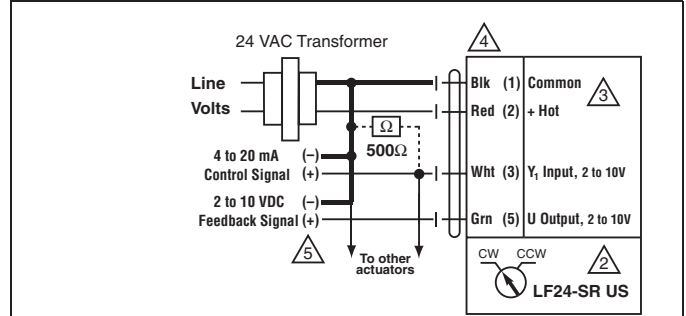 24 VAC Transformer
4
Line
Volts
Blk (1) Common
3
Red (2) + Hot
Ω
500Ω
4 to 20 mA (–)
Control Signal (+)
Wht (3) Y1 Input, 2 to 10V
2 to 10 VDC (–)
Feedback Signal (+)
Grn (5) U Output, 2 to 10V
5
To other
actuators
CW CCW
2
LF24-SR US